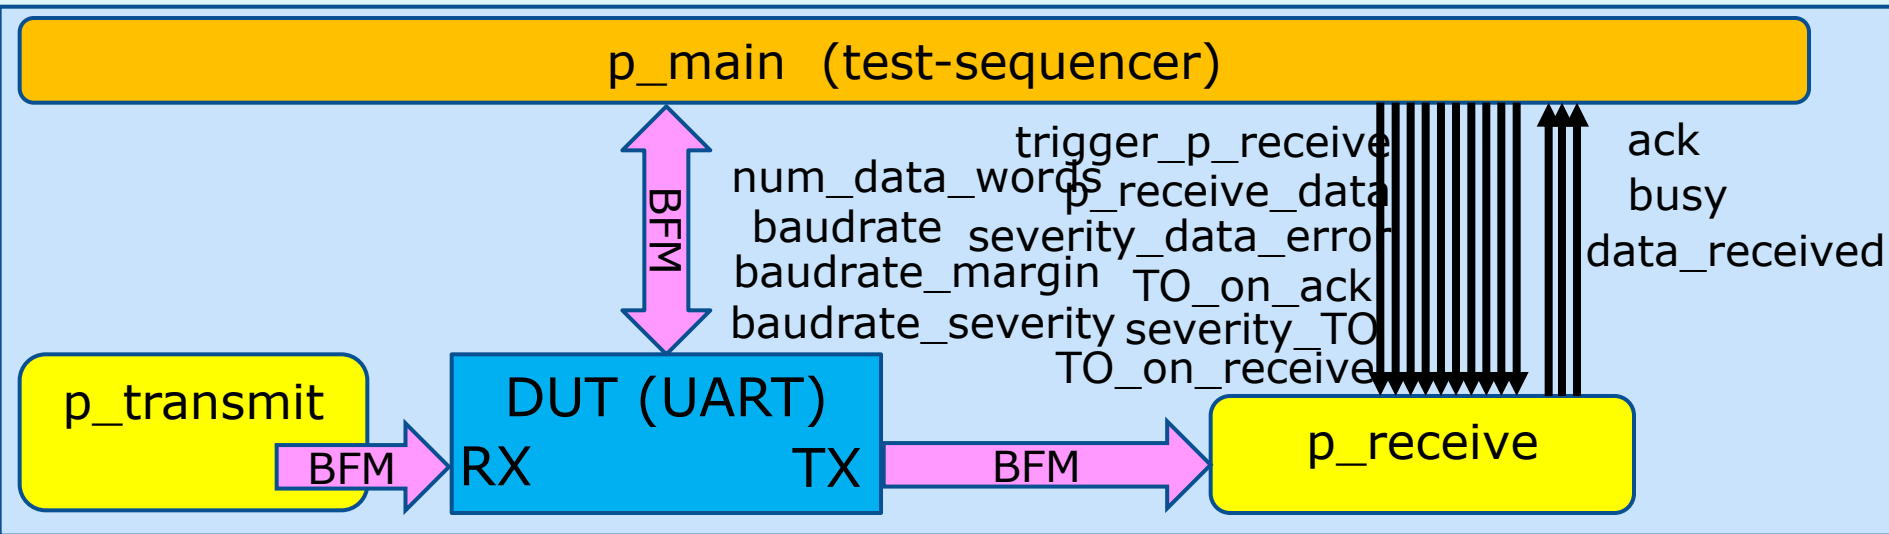 p_main (test-sequencer)
trigger_p_receive
num_data_words
p_receive_data
baudrate
severity_data_error
baudrate_margin
TO_on_ack
baudrate_severity
severity_TO
TO_on_receive
ack
busy
data_received
BFM
p_transmit
BFM
DUT (UART)
RX
TX
BFM
p_receive